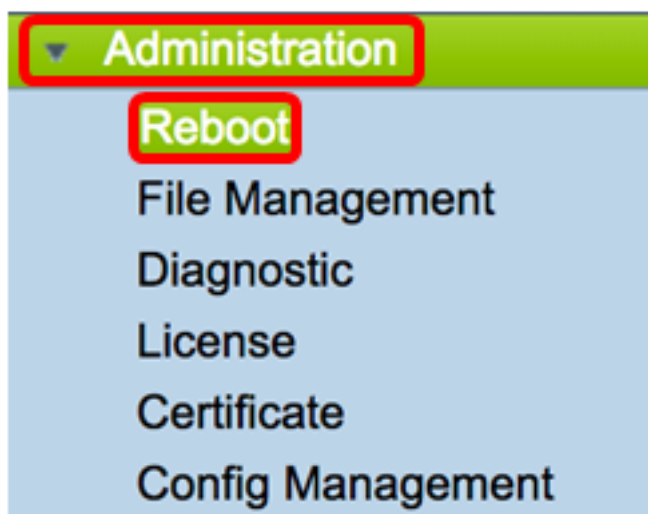 Administration
Reboot
File Management
Diagnostic
License
Certificate
Config Management